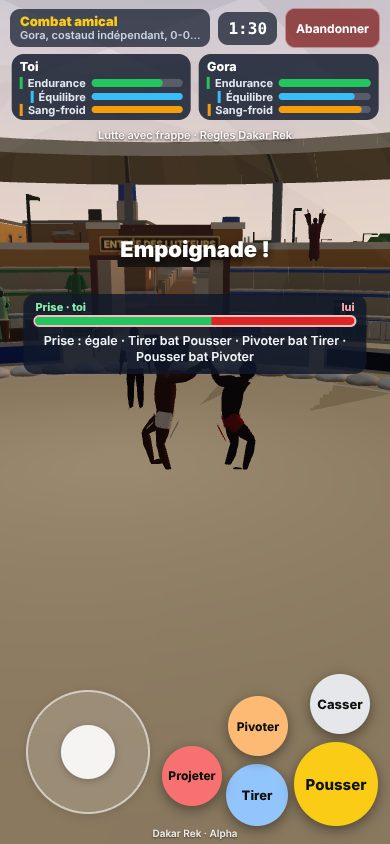 Combat amical
Gora, costaud indépendant, 0-0...
1:30
Abandonner
Toi
Endurance
Équilibre
Sang-froid
Gora
Endurance
Équilibre
Sang-froid
Lutte avec frappe · Règles Dakar Rek
Empoignade !
Prise · toi
lui
Prise : égale · Tirer bat Pousser · Pivoter bat Tirer ·
Pousser bat Pivoter
Casser
Pivoter
Projeter
Tirer
Pousser
Dakar Rek · Alpha